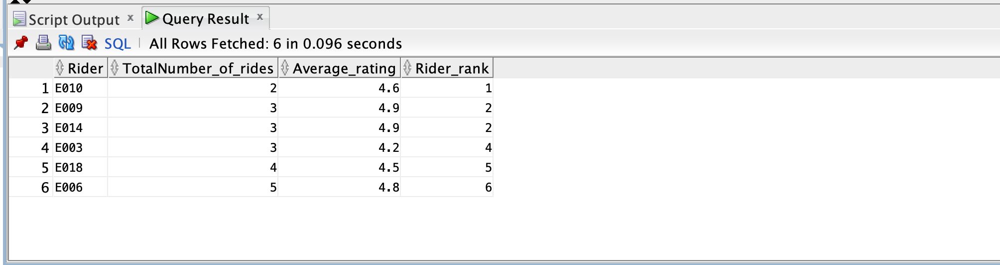 Script Output x Query Result x
SQL All Rows Fetched: 6 in 0.096 seconds
Rider TotalNumber_of_rides Average_rating Rider_rank
1 E010 2 4.6 1
2 E009 3 4.9 2
3 E014 3 4.9 2
4 E003 3 4.2 4
5 E018 4 4.5 5
6 E006 5 4.8 6